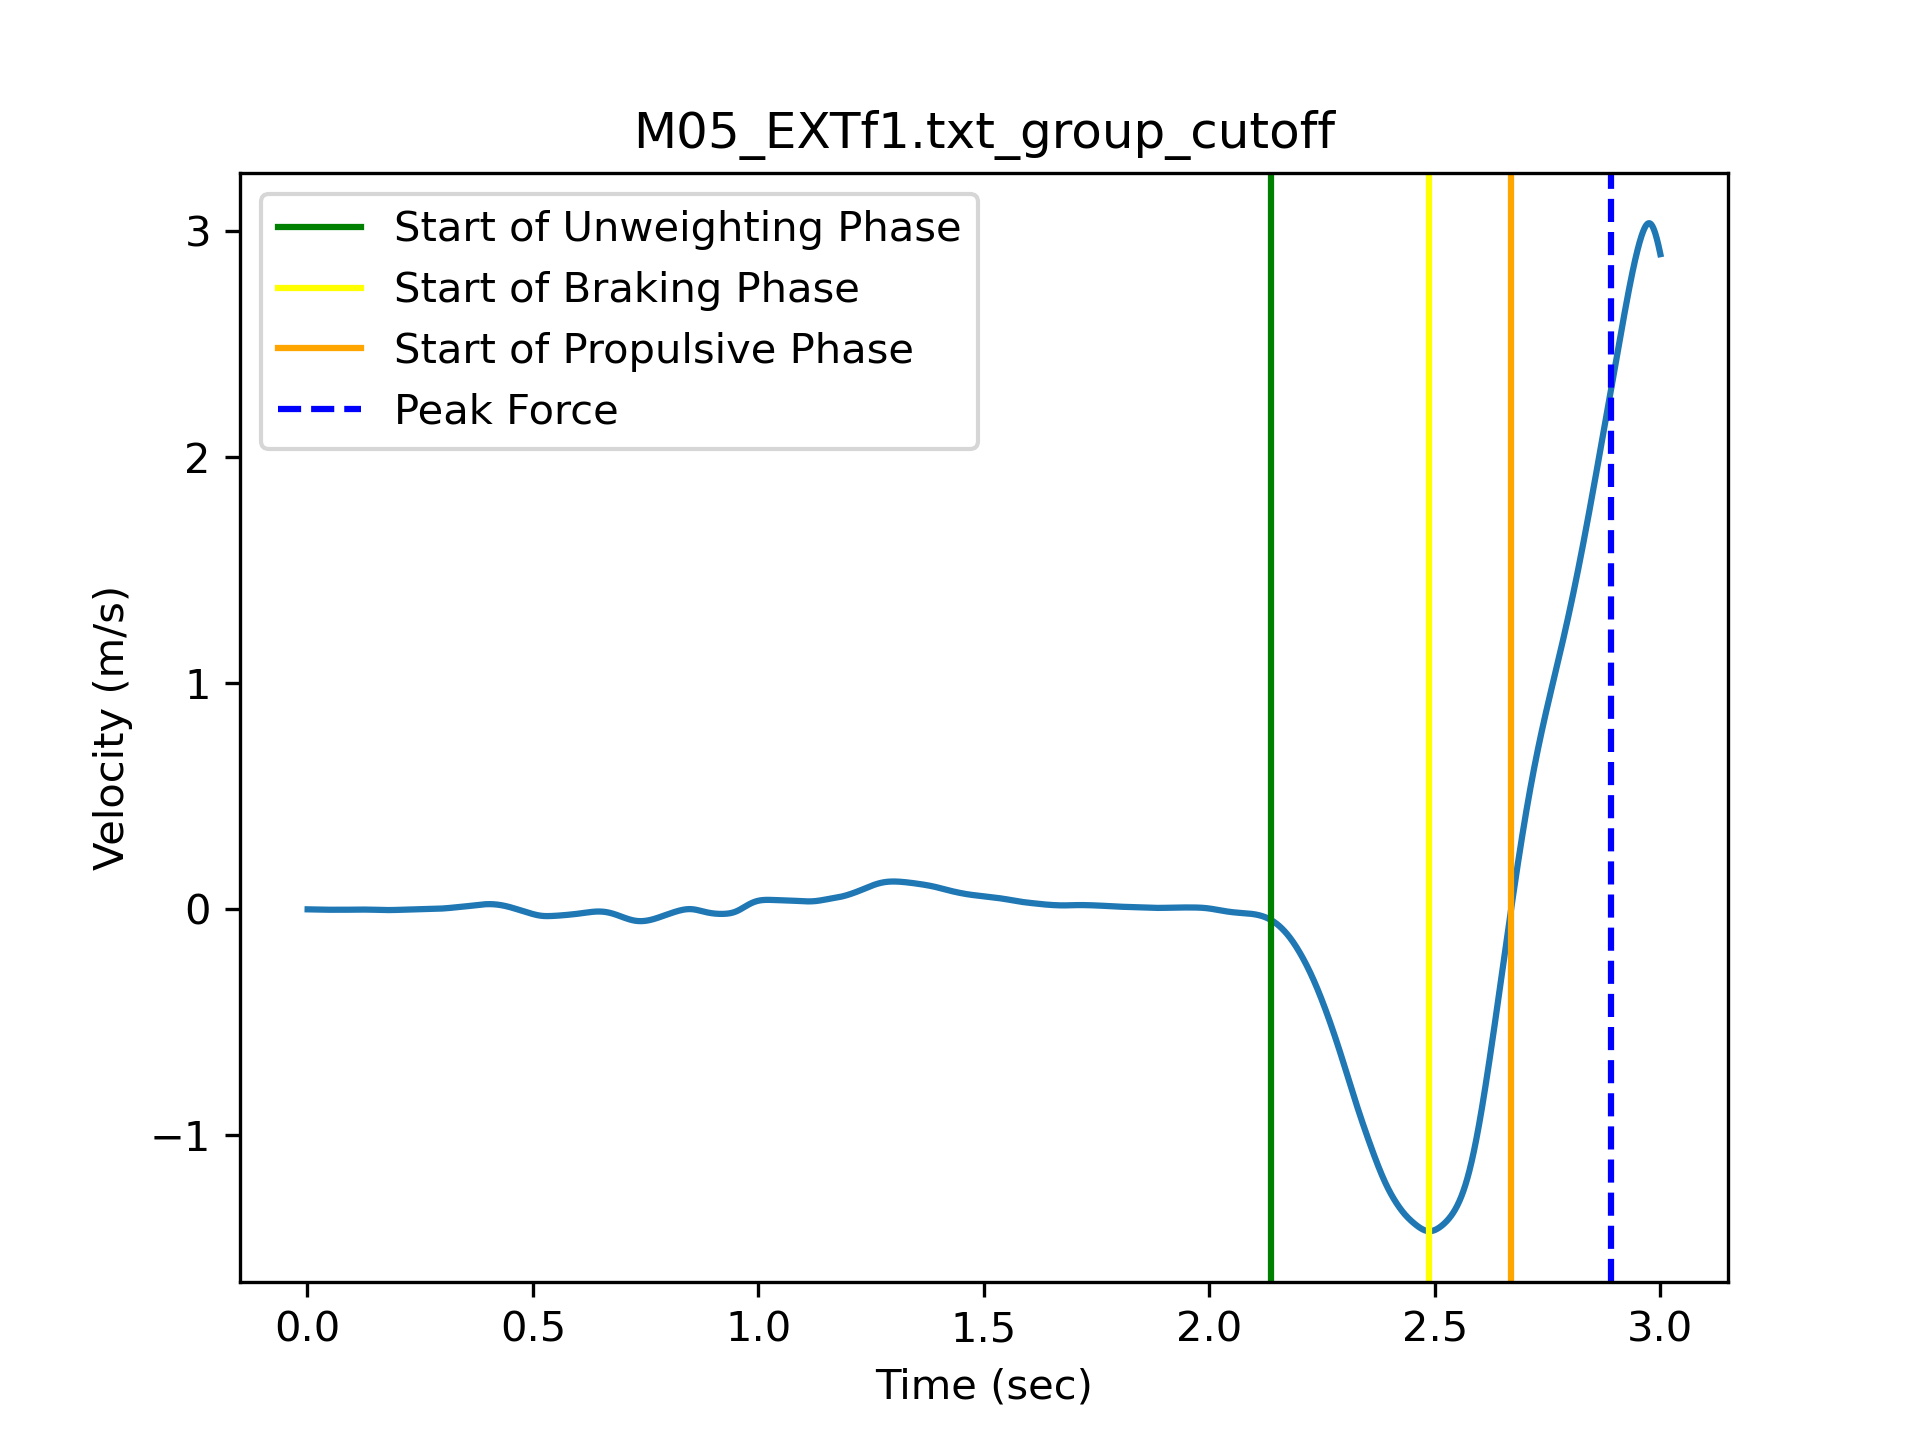 M05_EXTf1.txt_group_cutoff
Start of Unweighting Phase
Start of Braking Phase
Start of Propulsive Phase
Peak Force
3
2
1
0
−1
Velocity (m/s)
0.0 0.5 1.0 1.5 2.0 2.5 3.0
Time (sec)